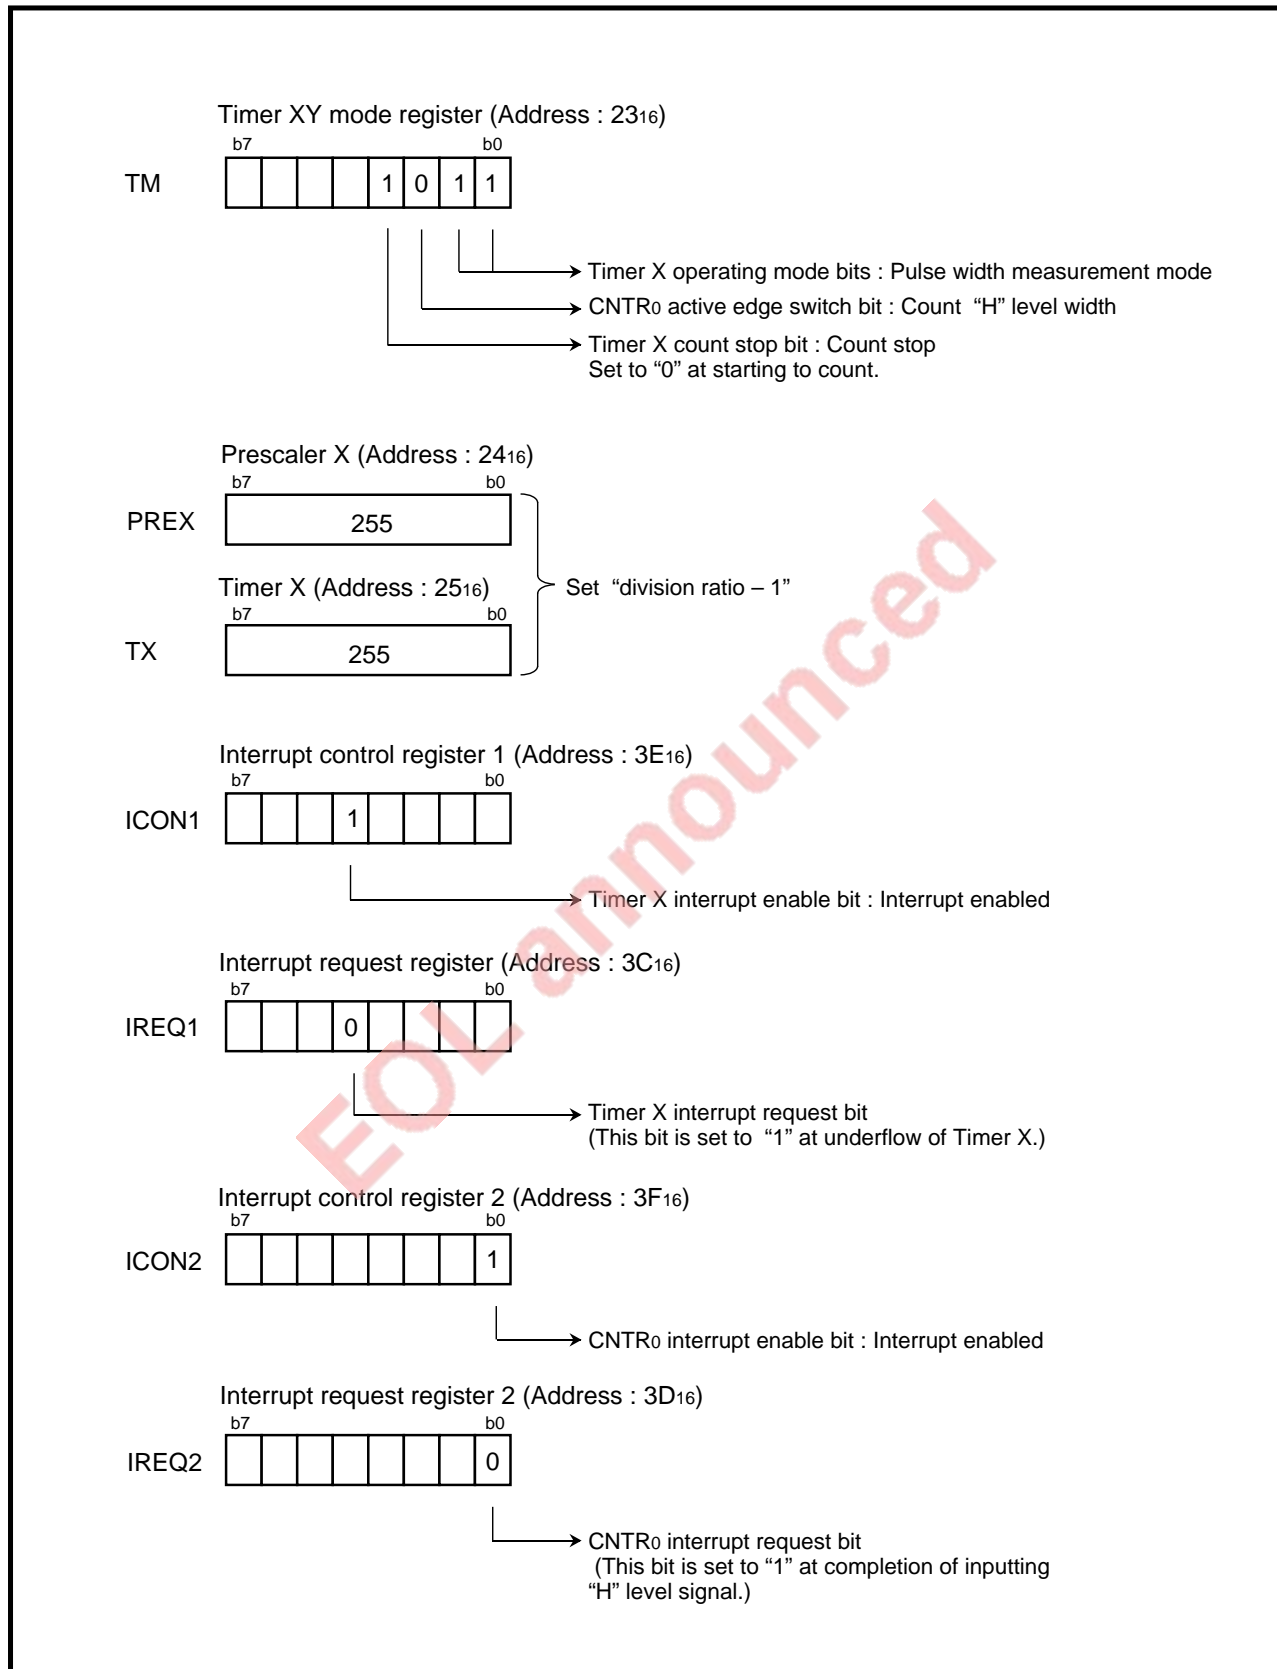 Timer XY mode register (Address : 2316)
b7 b0
TM 1 0 1 1
Timer X operating mode bits : Pulse width measurement mode
CNTR0 active edge switch bit : Count “H” level width
Timer X count stop bit : Count stop
Set to “0” at starting to count.
Prescaler X (Address : 2416)
b7 b0
PREX 255
Set “division ratio – 1”
Timer X (Address : 2516)
b7 b0
TX 255
Interrupt control register 1 (Address : 3E16)
b7 b0
ICON1 1
Timer X interrupt enable bit : Interrupt enabled
Interrupt request register (Address : 3C16)
b7 b0
IREQ1 0
Timer X interrupt request bit
(This bit is set to “1” at underflow of Timer X.)
Interrupt control register 2 (Address : 3F16)
b7 b0
ICON2 1
CNTR0 interrupt enable bit : Interrupt enabled
Interrupt request register 2 (Address : 3D16)
b7 b0
IREQ2 0
CNTR0 interrupt request bit
(This bit is set to “1” at completion of inputting
“H” level signal.)
EOL announced